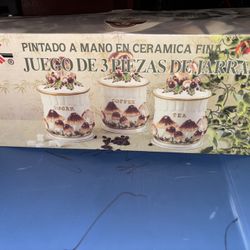 PINTADO A MANO EN CERAMICA FINA
JUEGO DE 3 PIEZAS DE JARRA
SUGAR
COFFEE
TEA